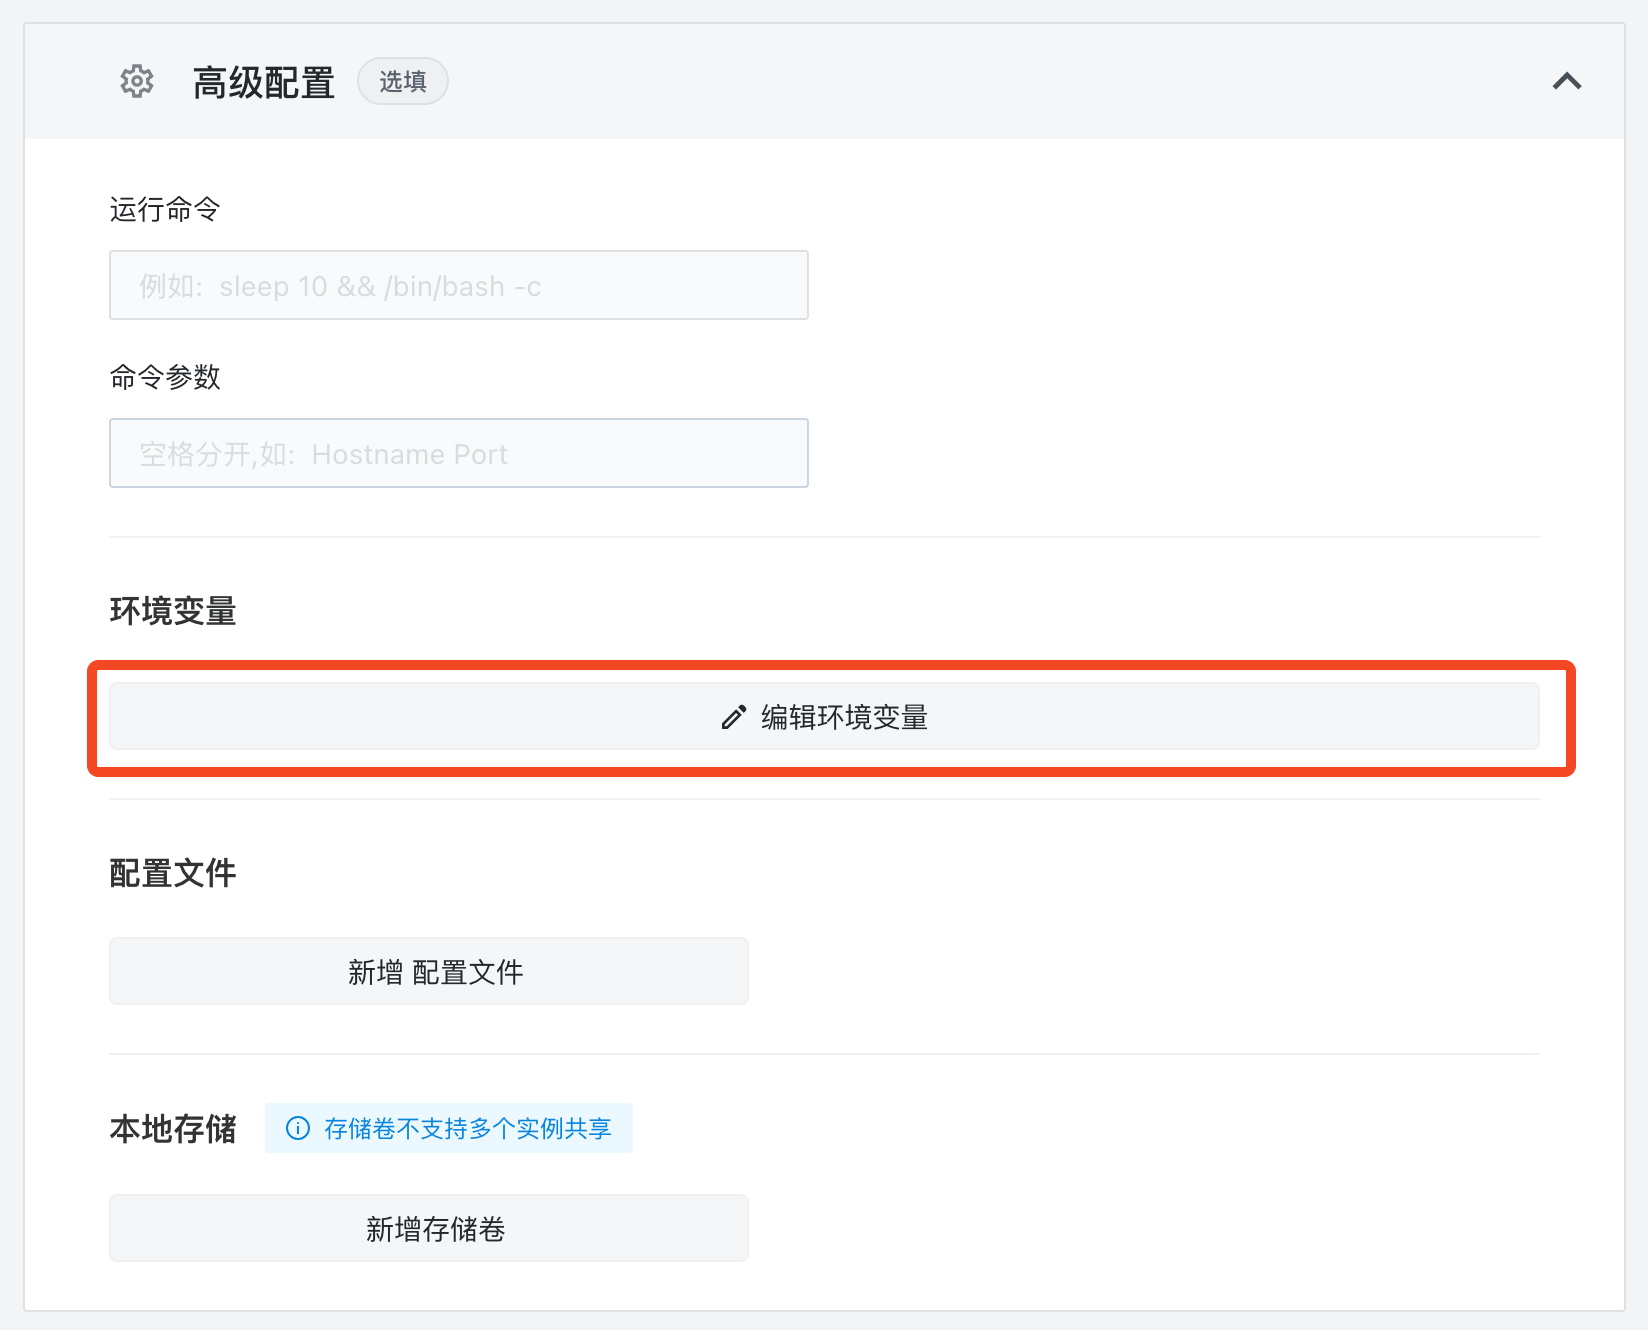 高级配置 选填
运行命令
例如: sleep 10 && /bin/bash -c
命令参数
空格分开,如: Hostname Port
环境变量
编辑环境变量
配置文件
新增 配置文件
本地存储 存储卷不支持多个实例共享
新增存储卷